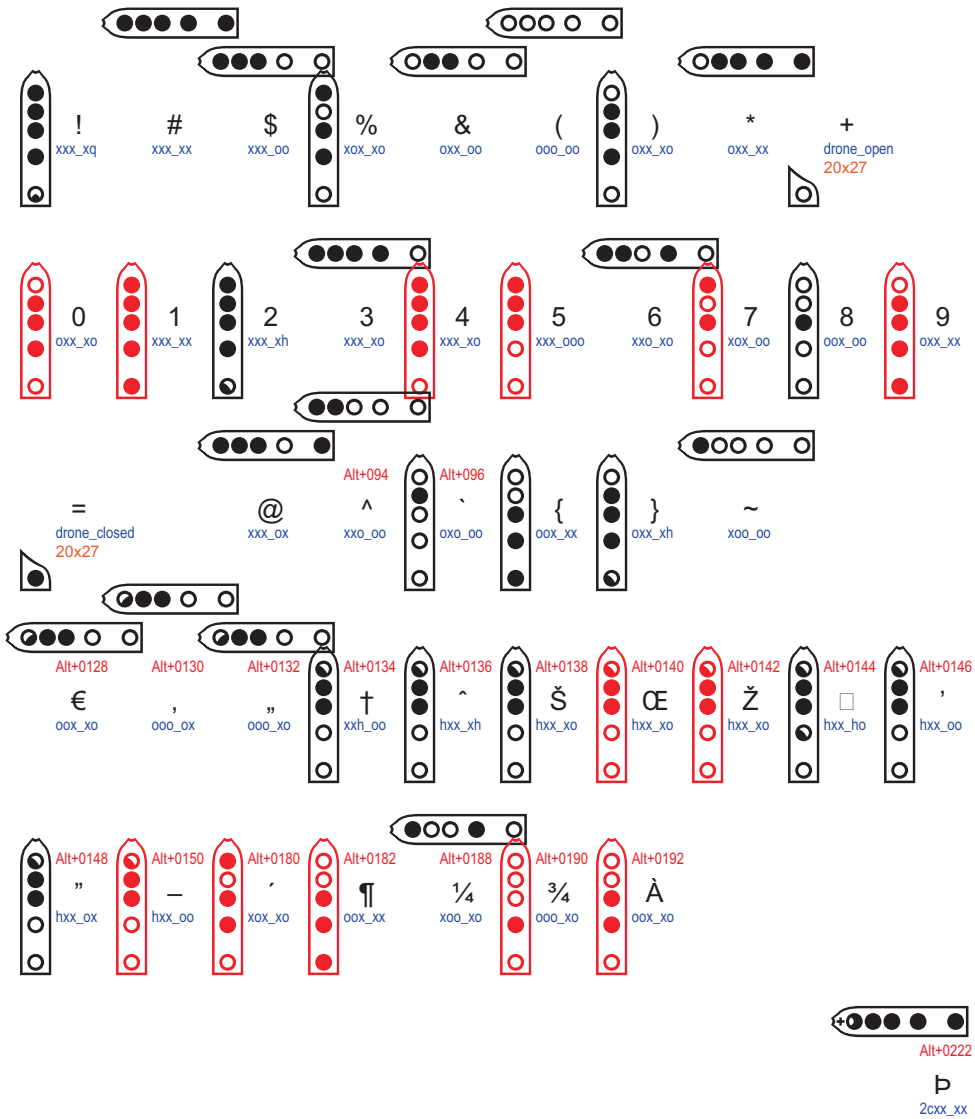 ! # $ % & ( ) * +
xxx_xq xxx_xx xxx_oo xox_xo oxx_oo ooo_oo oxx_xo oxx_xx drone_open
20x27
0 1 2 3 4 5 6 7 8 9
oxx_xo xxx_xx xxx_xh xxx_xo xxx_xo xxx_ooo xxo_xo xox_oo oox_oo oxx_xx
Alt+094 Alt+096
= @ ^ ` { } ~
drone_closed xxx_ox xxo_oo oxo_oo oox_xx oxx_xh xoo_oo
20x27
Alt+0128 Alt+0130 Alt+0132 Alt+0134 Alt+0136 Alt+0138 Alt+0140 Alt+0142 Alt+0144 Alt+0146
€ ‚ „ † ˆ Š Œ Ž □ ’
oox_xo ooo_ox ooo_xo xxh_oo hxx_xh hxx_xo hxx_xo hxx_xo hxx_ho hxx_oo
Alt+0148 Alt+0150 Alt+0180 Alt+0182 Alt+0188 Alt+0190 Alt+0192
” – ´ ¶ ¼ ¾ À
hxx_ox hxx_oo xox_xo oox_xx xoo_xo ooo_xo oox_xo
+
Alt+0222
Þ
2cxx_xx